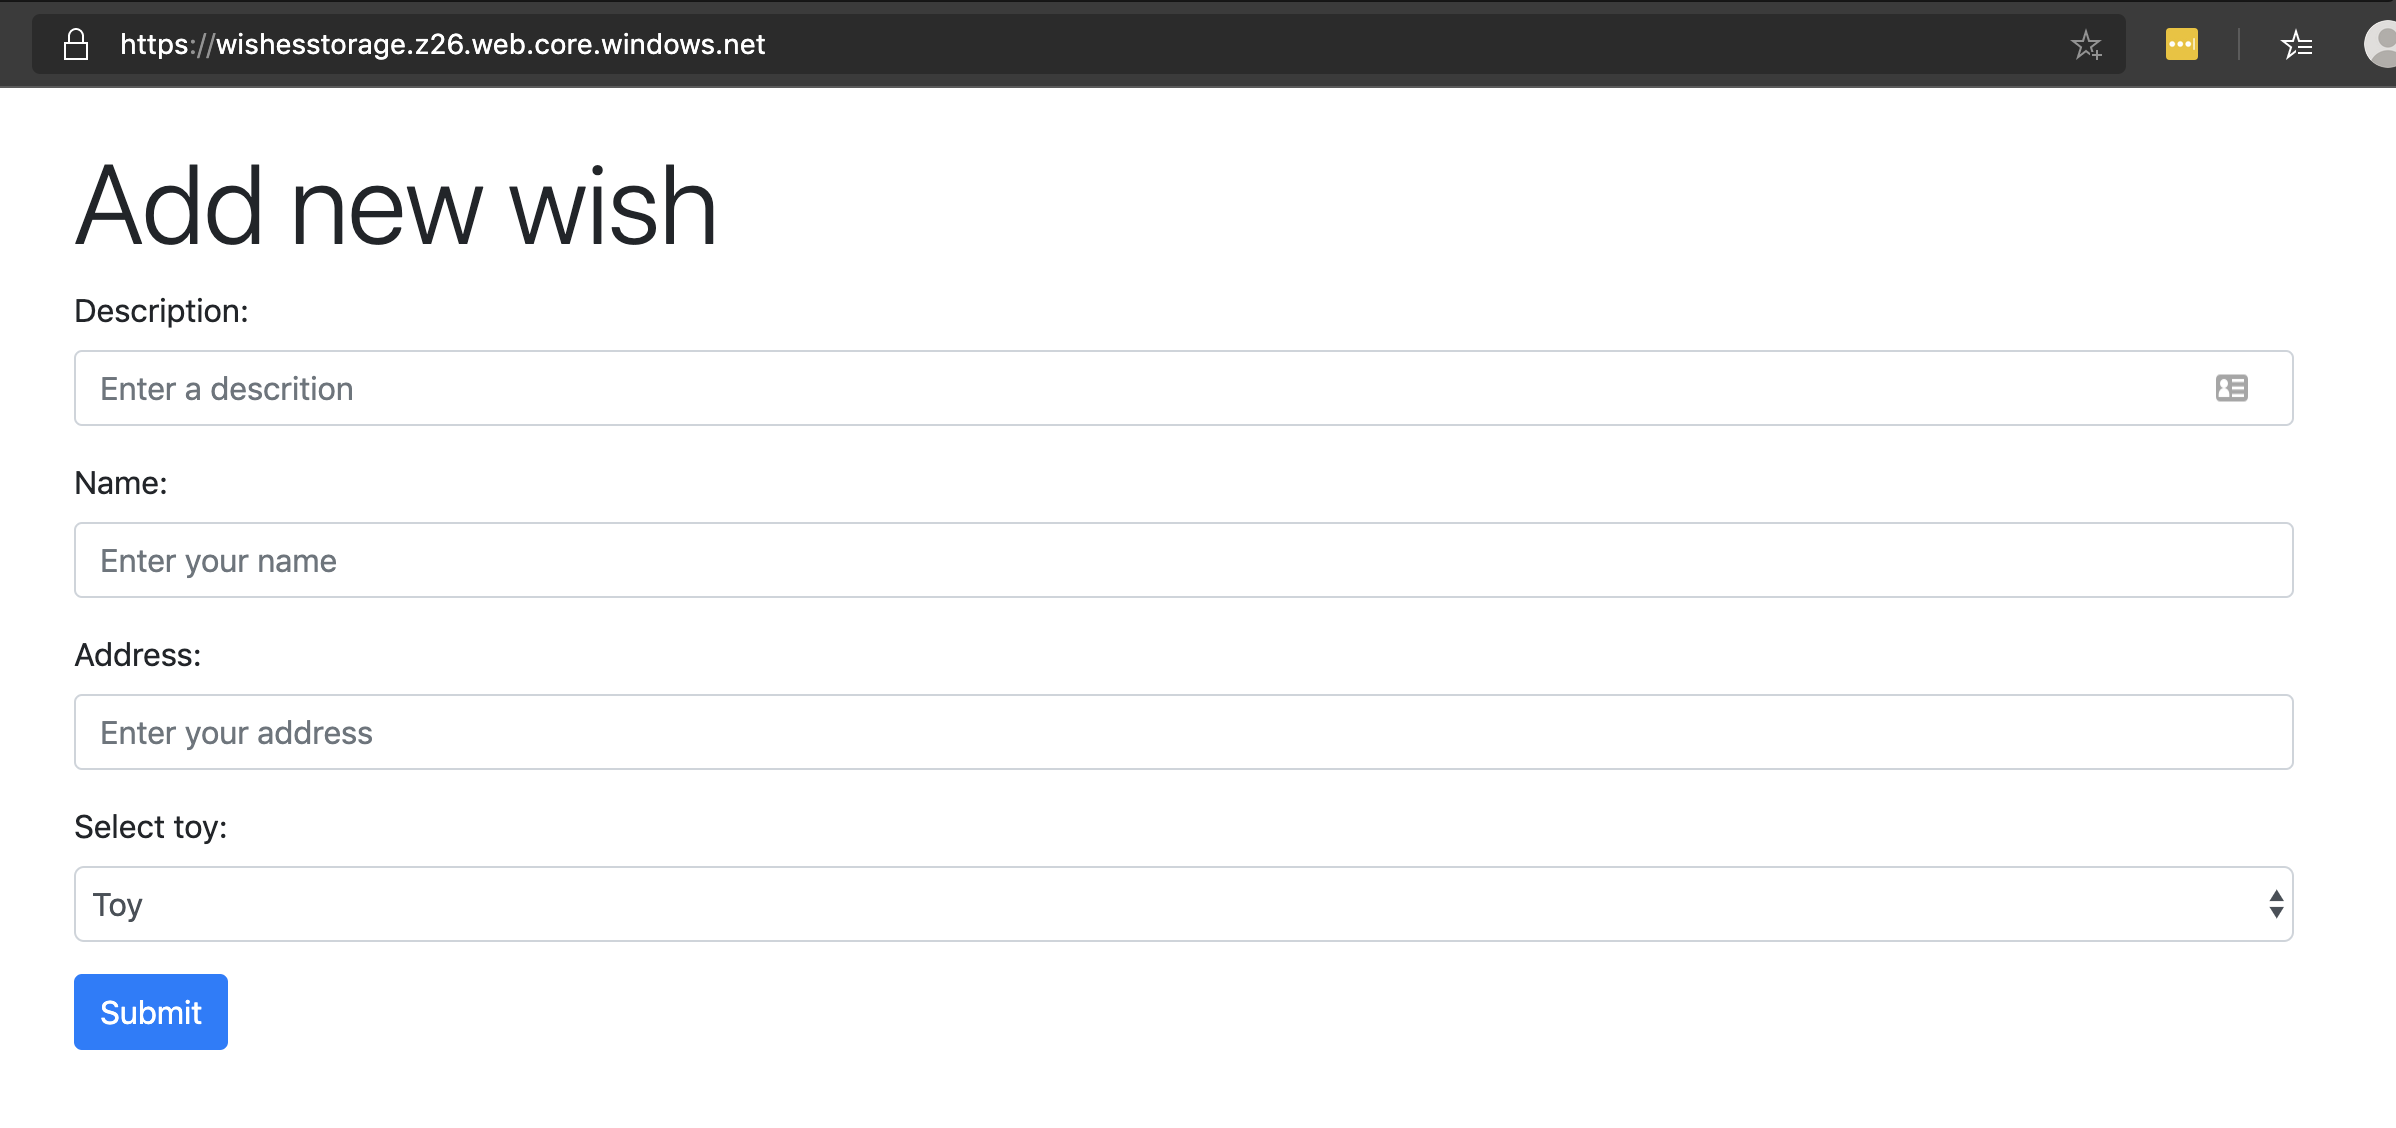 https://wishesstorage.z26.web.core.windows.net
Add new wish
Description:
Enter a descrition
Name:
Enter your name
Address:
Enter your address
Select toy:
Toy
Submit